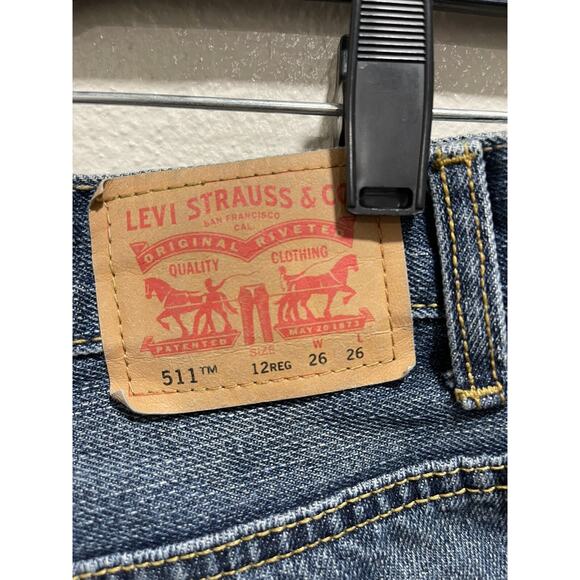 LEVI STRAUSS & CO
SAN FRANCISCO
CAL.
ORIGINAL RIVETED
QUALITY CLOTHING
PATENTED MAY 20 1873
SIZE W L
511™ 12REG 26 26